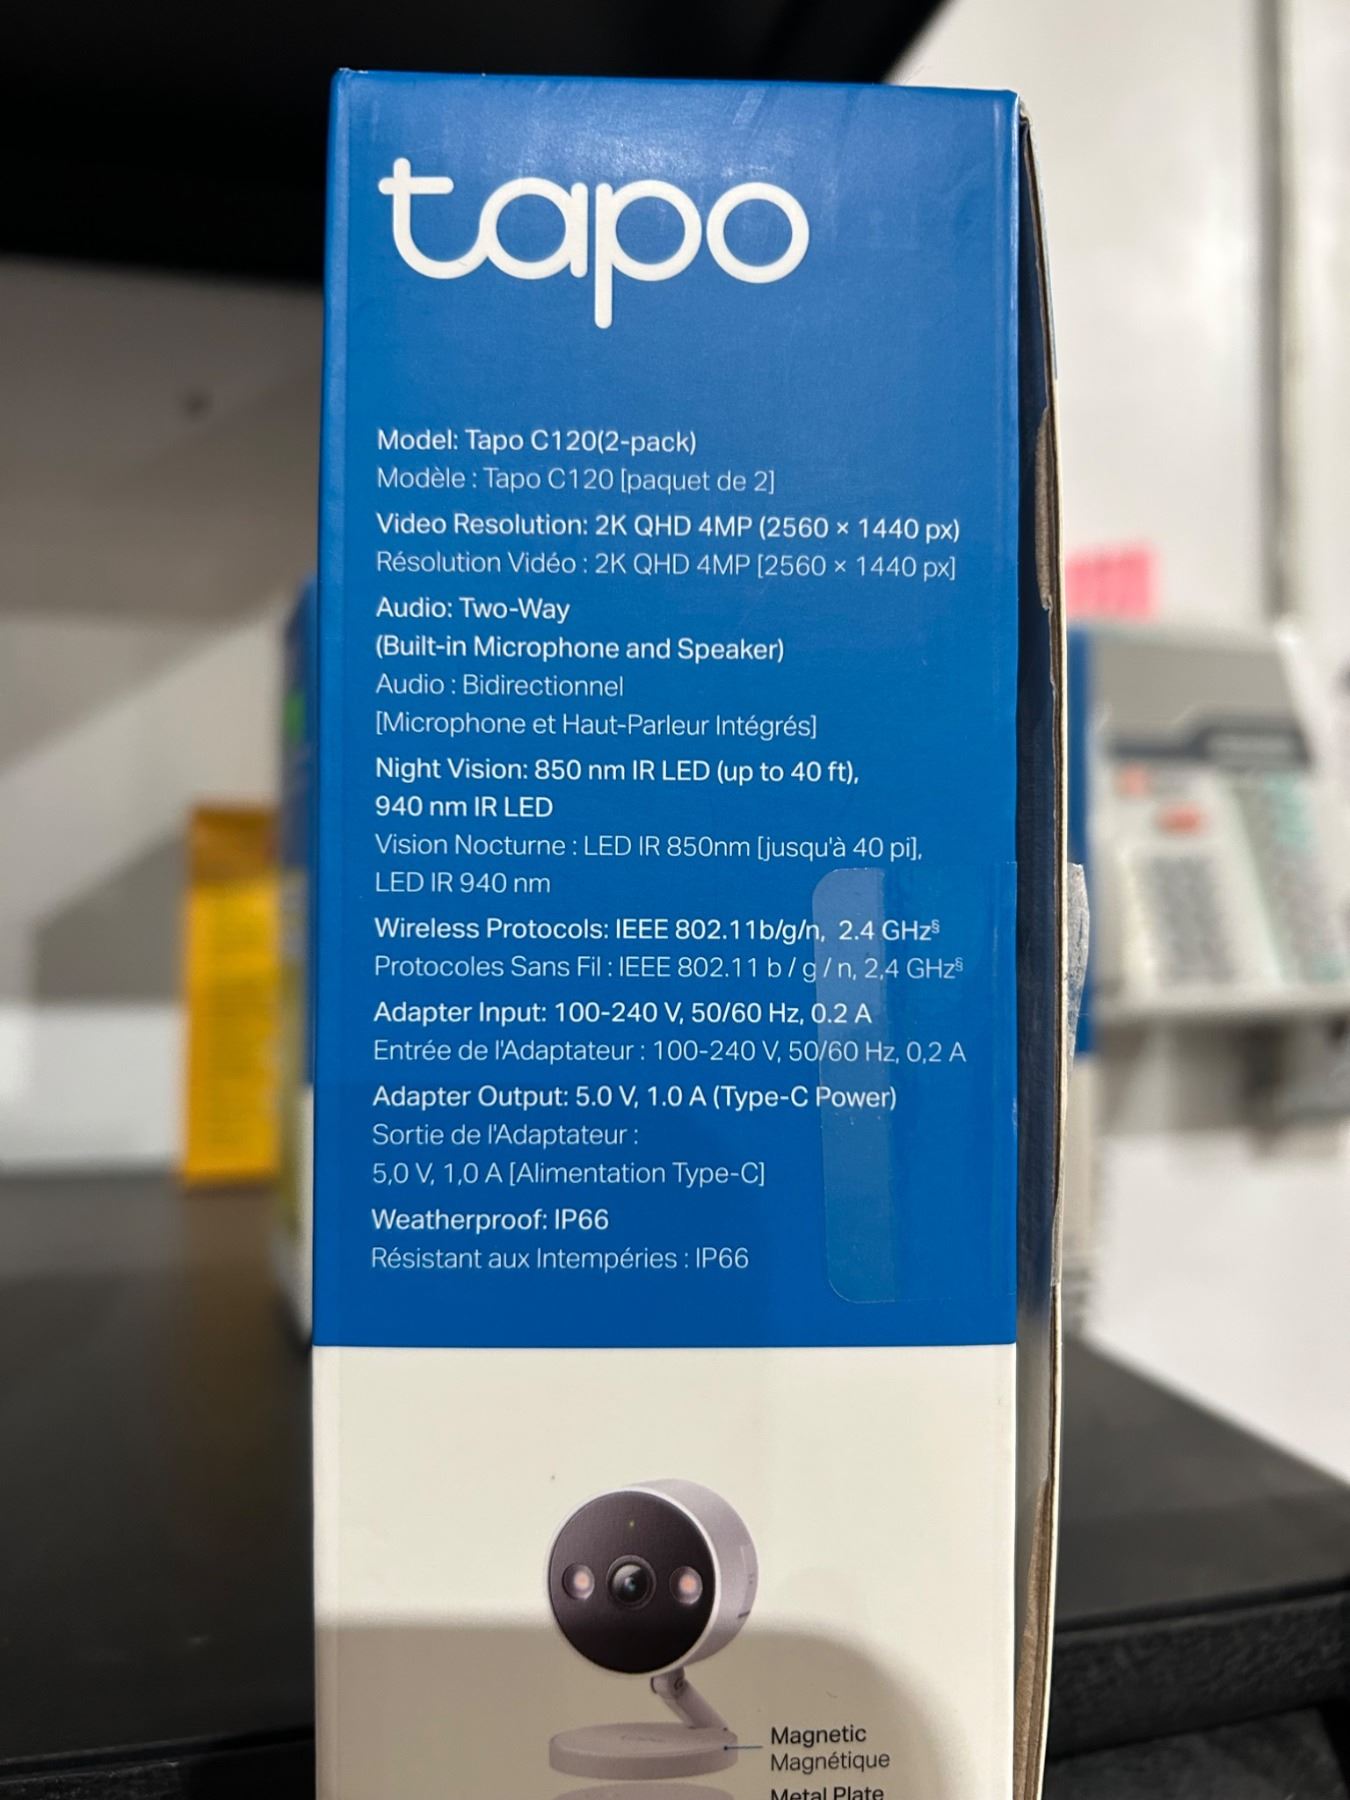 tapo
Model: Tapo C120(2-pack)
Modèle : Tapo C120 [paquet de 2]
Video Resolution: 2K QHD 4MP (2560 × 1440 px)
Résolution Vidéo : 2K QHD 4MP [2560 × 1440 px]
Audio: Two-Way
(Built-in Microphone and Speaker)
Audio : Bidirectionnel
[Microphone et Haut-Parleur Intégrés]
Night Vision: 850 nm IR LED (up to 40 ft),
940 nm IR LED
Vision Nocturne : LED IR 850nm [jusqu'à 40 pi],
LED IR 940 nm
Wireless Protocols: IEEE 802.11b/g/n, 2.4 GHz§
Protocoles Sans Fil : IEEE 802.11 b / g / n, 2,4 GHz§
Adapter Input: 100-240 V, 50/60 Hz, 0.2 A
Entrée de l'Adaptateur : 100-240 V, 50/60 Hz, 0,2 A
Adapter Output: 5.0 V, 1.0 A (Type-C Power)
Sortie de l'Adaptateur :
5,0 V, 1,0 A [Alimentation Type-C]
Weatherproof: IP66
Résistant aux Intempéries : IP66
Magnetic
Magnétique
Metal Plate